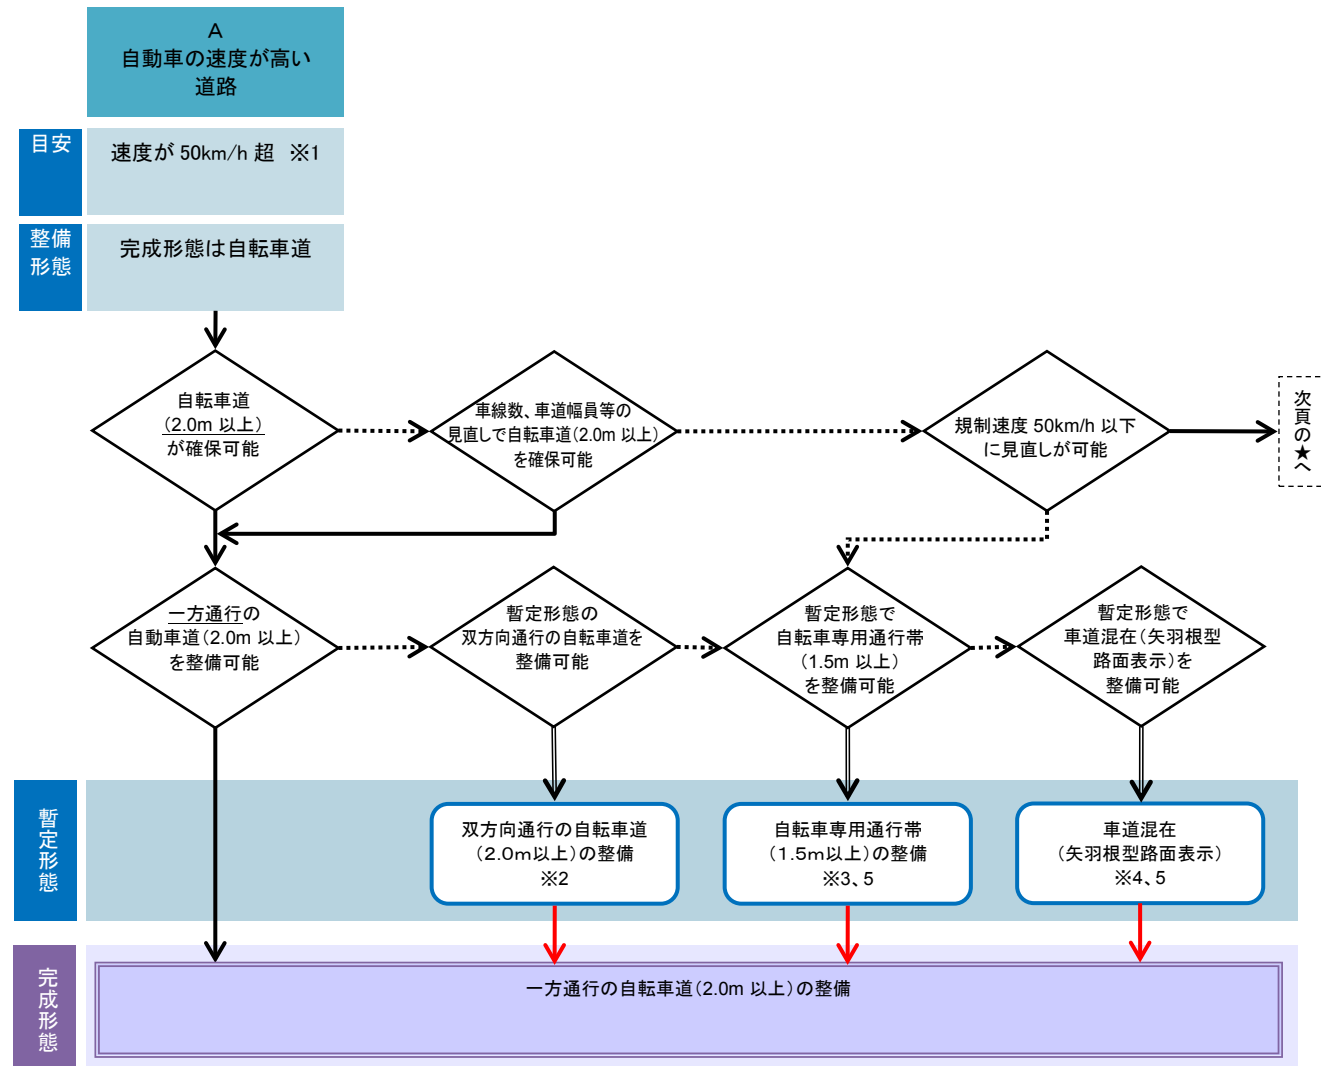 A
自動車の速度が高い
道路
目安
速度が 50km/h 超 ※1
整備
形態
完成形態は自転車道
自転車道
(2.0m 以上)
が確保可能
車線数、車道幅員等の
見直しで自転車道(2.0m 以上)
を確保可能
規制速度 50km/h 以下
に見直しが可能
次頁の★へ
一方通行の
自動車道(2.0m 以上)
を整備可能
暫定形態の
双方向通行の自転車道を
整備可能
暫定形態で
自転車専用通行帯
(1.5m 以上)
を整備可能
暫定形態で
車道混在(矢羽根型
路面表示)を
整備可能
暫定形態
双方向通行の自転車道
(2.0m以上)の整備
※2
自転車専用通行帯
(1.5m以上)の整備
※3、5
車道混在
(矢羽根型路面表示)
※4、5
完成形態
一方通行の自転車道(2.0m 以上)の整備